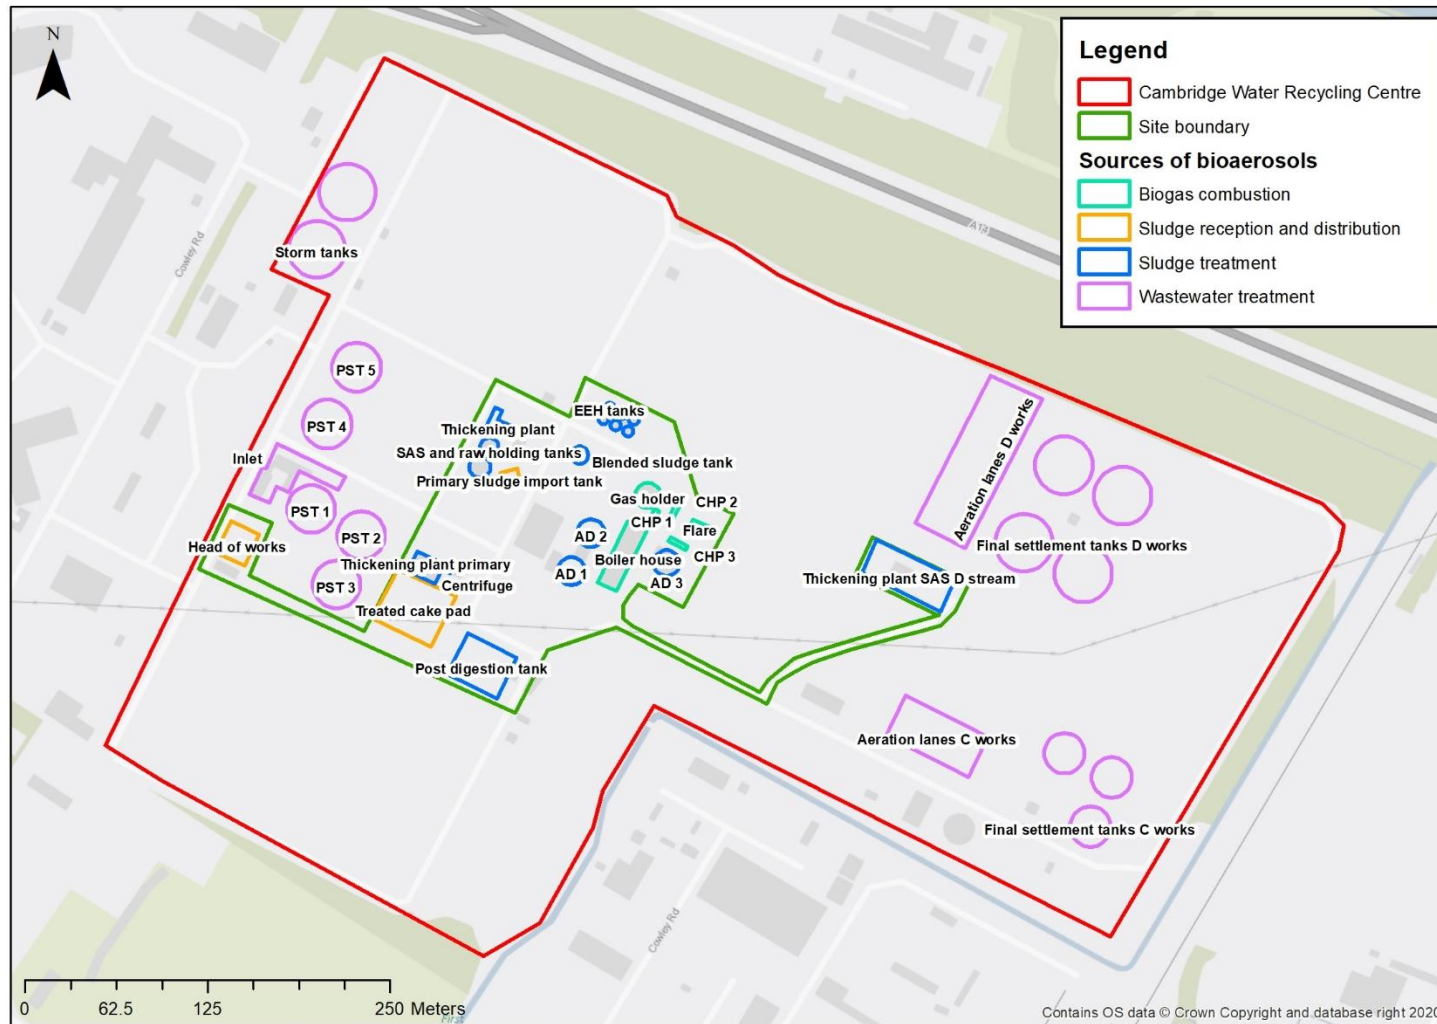 N
Legend
Cambridge Water Recycling Centre
Site boundary
Sources of bioaerosols
Biogas combustion
Sludge reception and distribution
Sludge treatment
Wastewater treatment
Cowley Rd
Storm tanks
PST 5
PST 4
Inlet
PST 1
PST 2
PST 3
Head of works
Thickening plant
SAS and raw holding tanks
Primary sludge import tank
EEH tanks
Blended sludge tank
Gas holder
CHP 2
CHP 1
Flare
CHP 3
AD 2
Boiler house
AD 1
AD 3
Thickening plant primary
Centrifuge
Treated cake pad
Post digestion tank
Aeration lanes D works
Final settlement tanks D works
Thickening plant SAS D stream
Aeration lanes C works
Final settlement tanks C works
Cowley Rd
0 62.5 125 250 Meters
First
Contains OS data © Crown Copyright and database right 2020